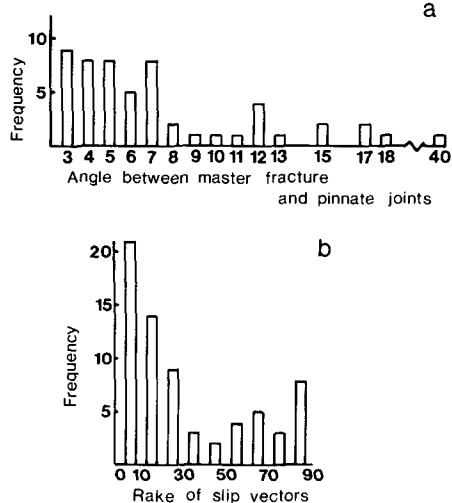 a
10
5
Frequency
3 4 5 6 7 8 9 10 11 12 13 15 17 18 40
Angle between master fracture
and pinnate joints
b
20
15
10
5
Frequency
0 10 30 50 70 90
Rake of slip vectors